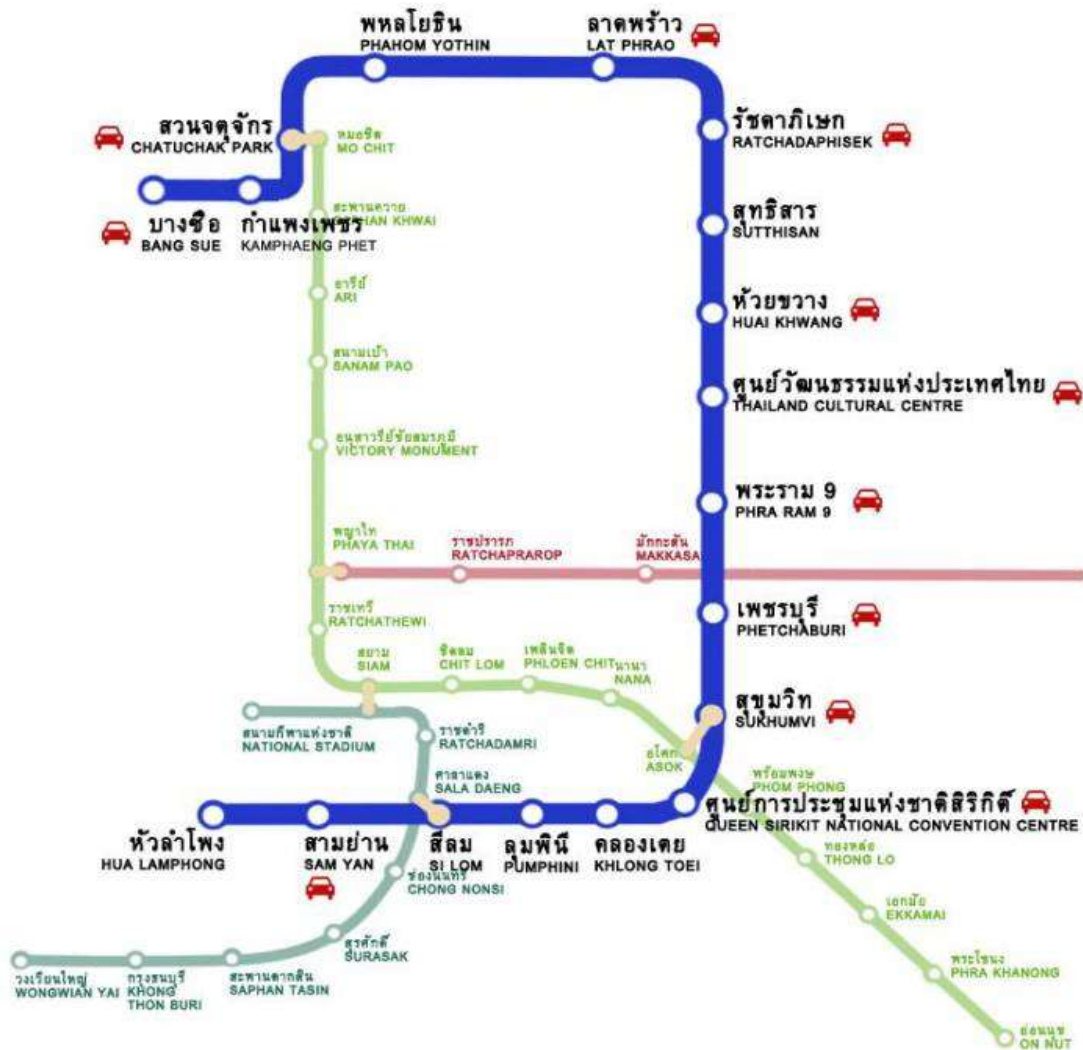 พหลโยธิน
PHAHOM YOTHIN
ลาดพร้าว
LAT PHRAO
สวนจตุจักร
CHATUCHAK PARK
หมอชิต
MO CHIT
รัชดาภิเษก
RATCHADAPHISEK
บางซื่อ
BANG SUE
กำแพงเพชร
KAMPHAENG PHET
สะพานควาย
KHWAI
สุทธิสาร
SUTTHISAN
อารีย์
ARI
ห้วยขวาง
HUAI KHWANG
สนามเป้า
SANAM PAO
ศูนย์วัฒนธรรมแห่งประเทศไทย
THAILAND CULTURAL CENTRE
อนุสาวรีย์ชัยสมรภูมิ
VICTORY MONUMENT
พระราม 9
PHRA RAM 9
พญาไท
PHAYA THAI
ราชปรารภ
RATCHAPRAROP
มักกะสัน
MAKKASA
ราชเทวี
RATCHATHEWI
เพชรบุรี
PHETCHABURI
สยาม
SIAM
ชิดลม
CHIT LOM
เพลินจิต
PHLOEN CHIT
นานา
NANA
สุขุมวิท
SUKHUMVI
สนามกีฬาแห่งชาติ
NATIONAL STADIUM
ราชดำริ
RATCHADAMRI
ASOK
ศาลาแดง
SALA DAENG
พร้อมพงษ์
PHOM PHONG
ศูนย์การประชุมแห่งชาติสิริกิติ์
QUEEN SIRIKIT NATIONAL CONVENTION CENTRE
หัวลำโพง
HUA LAMPHONG
สามย่าน
SAM YAN
สีลม
SI LOM
ลุมพินี
PUMPHINI
คลองเตย
KHLONG TOEI
ช่องนนทรี
CHONG NONSI
ทองหล่อ
THONG LO
เอกมัย
EKKAMAI
สุรศักดิ์
SURASAK
พระโขนง
PHRA KHANONG
วงเวียนใหญ่
WONGWIAN YAI
กรุงธนบุรี
KHONG
THON BURI
สะพานตากสิน
SAPHAN TASIN
อ่อนนุช
ON NUT